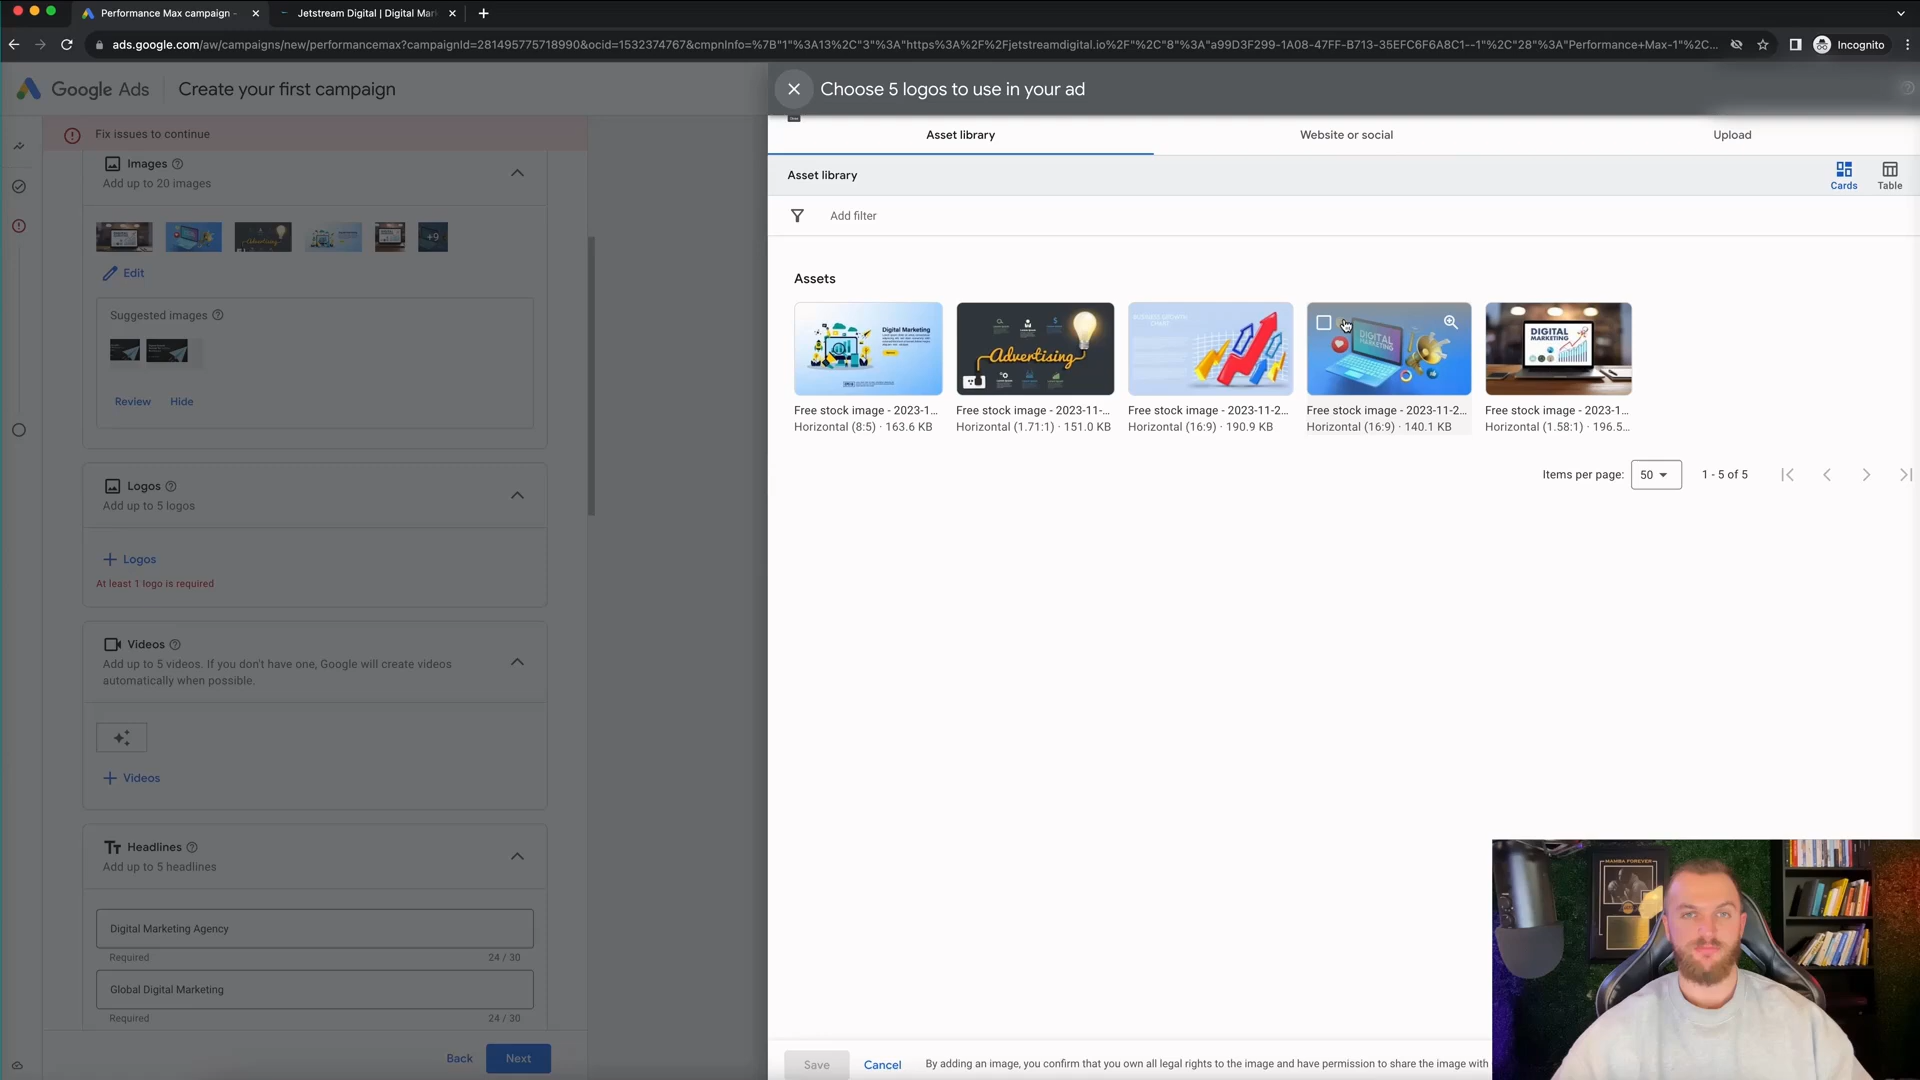 Performance Max campaign -
Jetstream Digital | Digital Mar
ads.google.com/aw/campaigns/new/performancemax?campaignId=281495775718990&ocid=1532374767&cmpnInfo=%7B"1"%3A13%2C"3"%3A"https%3A%2F%2Fjetstreamdigital.io%2F"%2C"8"%3A"a99D3F299-1A08-47FF-B713-35EFC6F6A8C1--1"%2C"28"%3A"Performance+Max-1"%2C...
Incognito
Google Ads
Create your first campaign
Choose 5 logos to use in your ad
Fix issues to continue
Asset library
Website or social
Upload
Images
Add up to 20 images
Asset library
Cards
Table
Add filter
+9
Edit
Assets
Suggested images
Digital Marketing
Advertising
BUSINESS GROWTH
CHART
DIGITAL
MARKETING
DIGITAL
MARKETING
Review
Hide
Free stock image - 2023-1...
Horizontal (8:5) · 163.6 KB
Free stock image - 2023-11-...
Horizontal (1.71:1) · 151.0 KB
Free stock image - 2023-11-2...
Horizontal (16:9) · 190.9 KB
Free stock image - 2023-11-2...
Horizontal (16:9) · 140.1 KB
Free stock image - 2023-1...
Horizontal (1.58:1) · 196.5...
Items per page:
50
1 - 5 of 5
Logos
Add up to 5 logos
Logos
At least 1 logo is required
Videos
Add up to 5 videos. If you don't have one, Google will create videos
automatically when possible.
Videos
Headlines
Add up to 5 headlines
Digital Marketing Agency
Required
24 / 30
Global Digital Marketing
Required
24 / 30
Back
Next
Save
Cancel
By adding an image, you confirm that you own all legal rights to the image and have permission to share the image with
MAMBA FOREVER